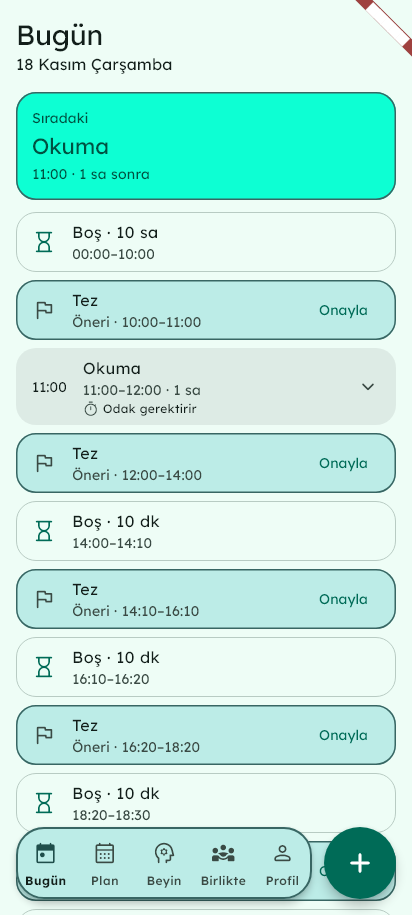 Bugün
18 Kasım Çarşamba
Sıradaki
Okuma
11:00 · 1 sa sonra
Boş · 10 sa
00:00–10:00
Tez
Öneri · 10:00–11:00
Onayla
11:00
Okuma
11:00–12:00 · 1 sa
Odak gerektirir
Tez
Öneri · 12:00–14:00
Onayla
Boş · 10 dk
14:00–14:10
Tez
Öneri · 14:10–16:10
Onayla
Boş · 10 dk
16:10–16:20
Tez
Öneri · 16:20–18:20
Onayla
Boş · 10 dk
18:20–18:30
Bugün
Plan
Beyin
Birlikte
Profil